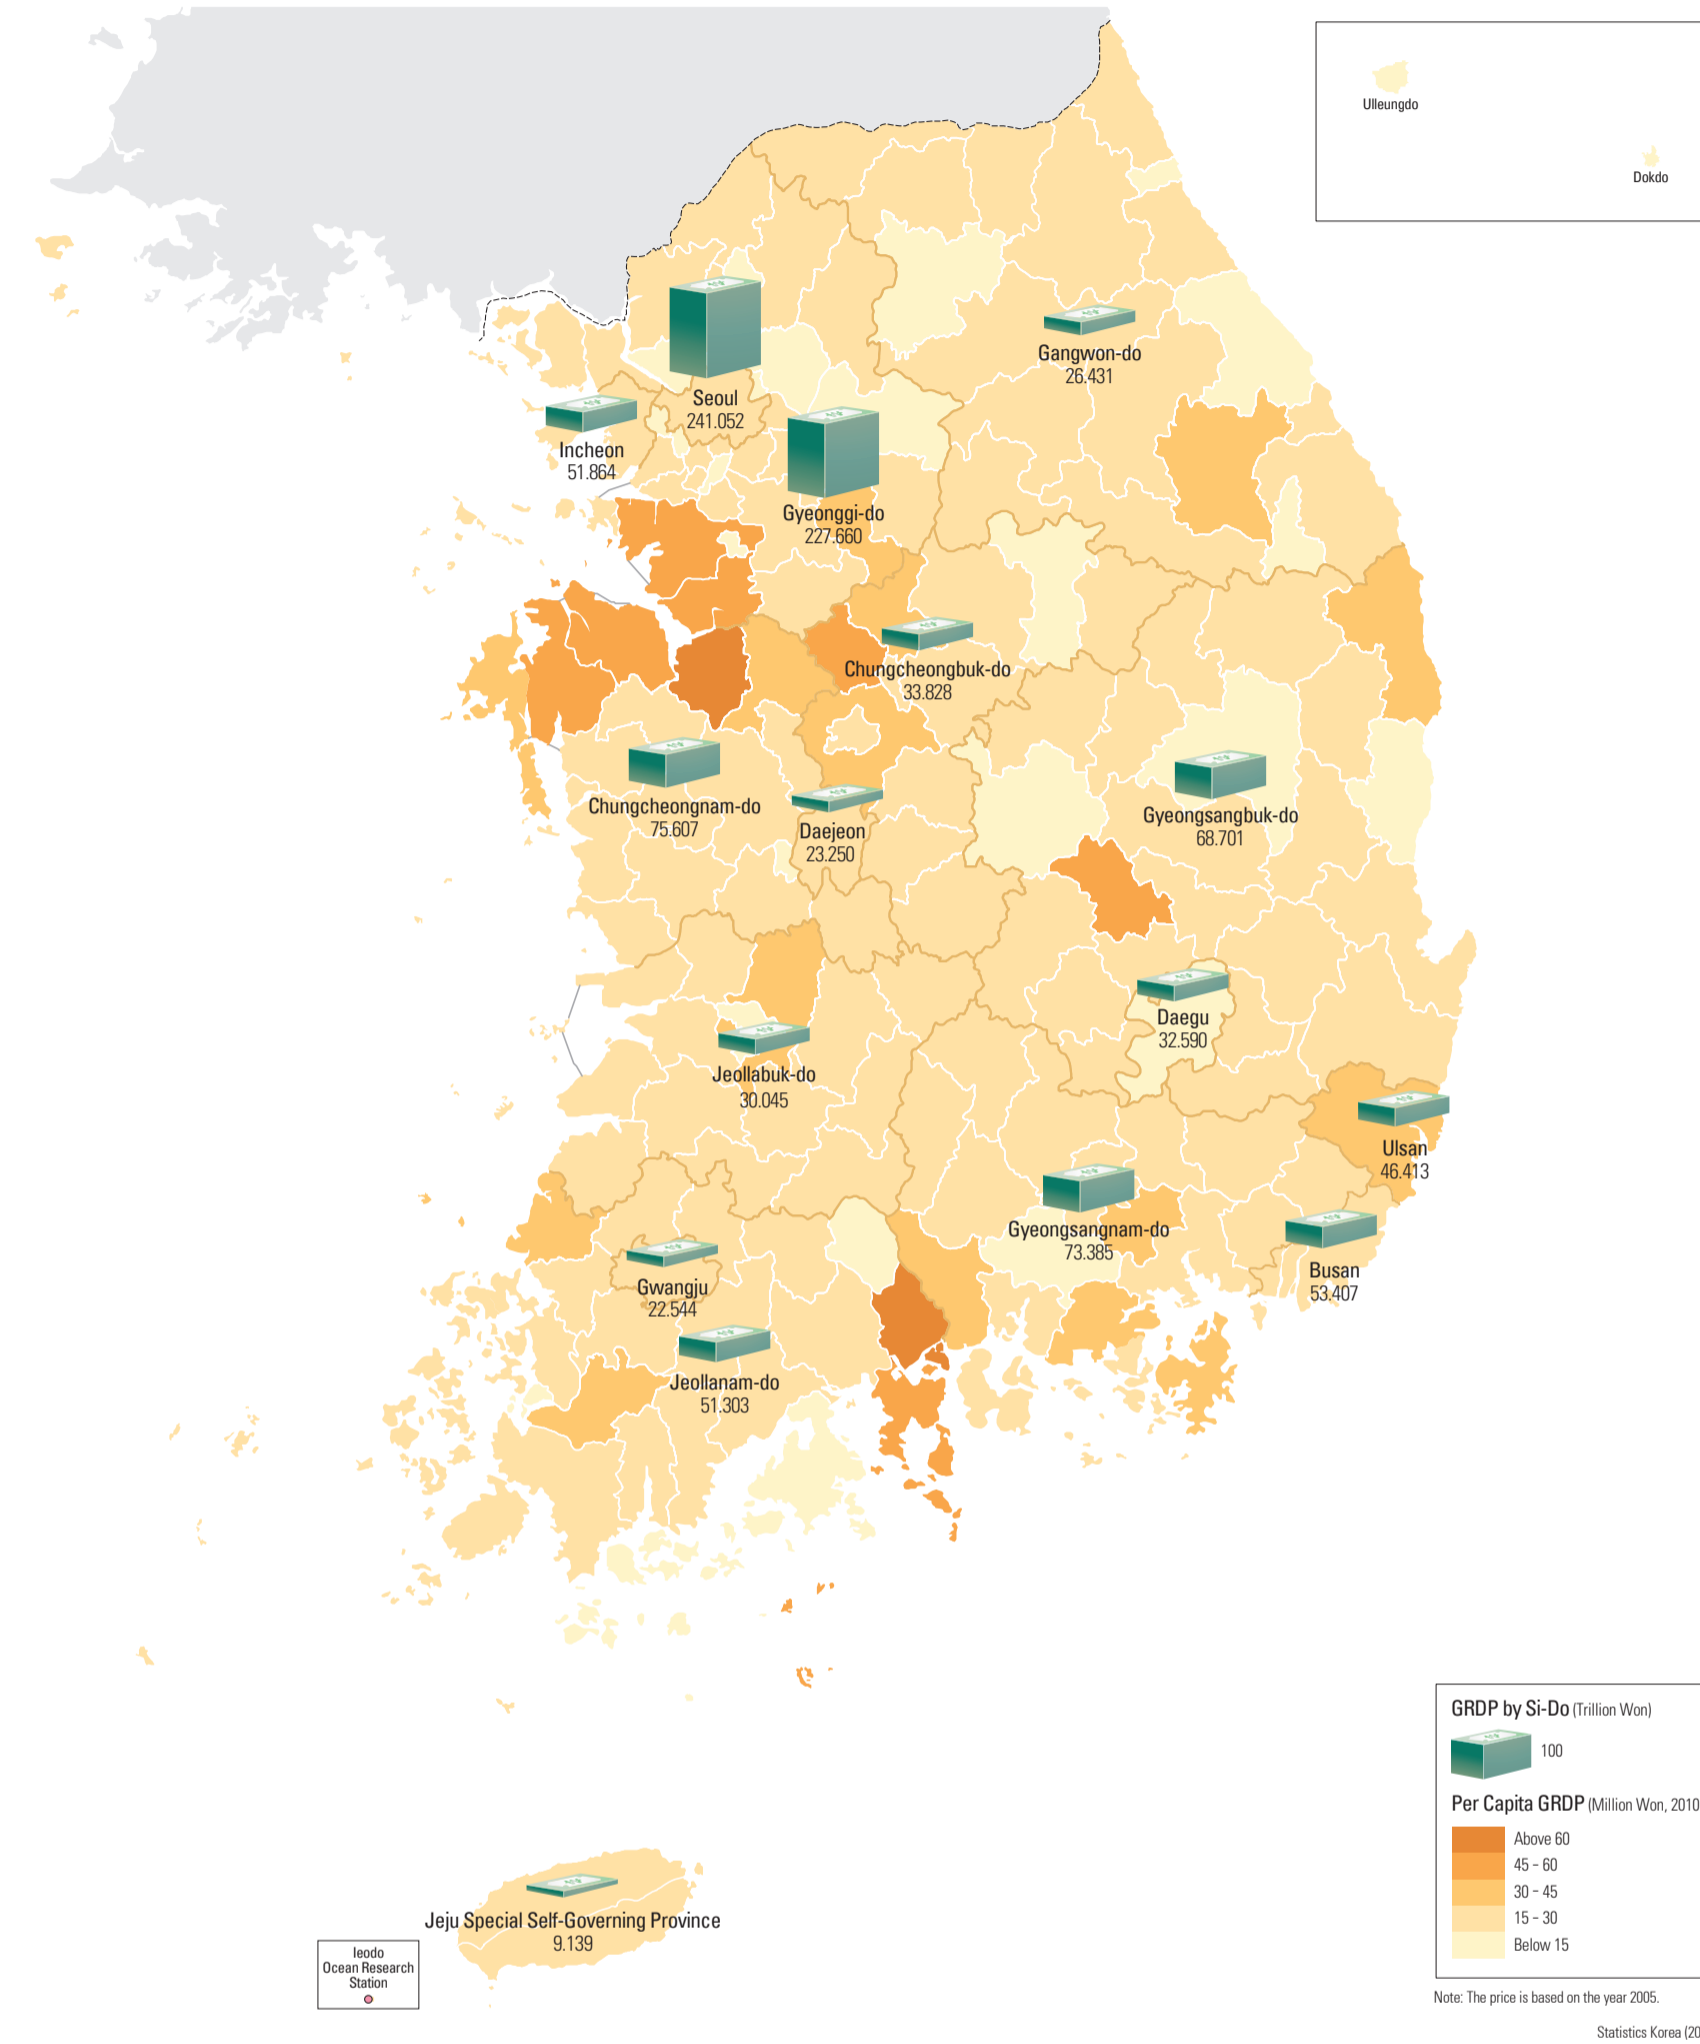 Ulleungdo
Dokdo
Gangwon-do
26.431
Seoul
241.052
Incheon
51.864
Gyeonggi-do
227.660
Chungcheongbuk-do
33.828
Chungcheongnam-do
75.607
Daejeon
23.250
Gyeongsangbuk-do
68.701
Daegu
32.590
Jeollabuk-do
30.045
Ulsan
46.413
Gyeongsangnam-do
73.385
Busan
53.407
Gwangju
22.544
Jeollanam-do
51.303
Jeju Special Self-Governing Province
9.139
Ieodo
Ocean Research
Station
GRDP by Si-Do (Trillion Won)
100
Per Capita GRDP (Million Won, 2010
Above 60
45 - 60
30 - 45
15 - 30
Below 15
Note: The price is based on the year 2005.
Statistics Korea (20